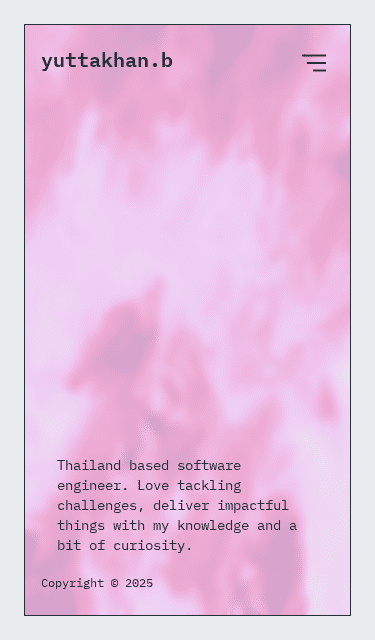 yuttakhan.b
Thailand based software
engineer. Love tackling
challenges, deliver impactful
things with my knowledge and a
bit of curiosity.
Copyright © 2025